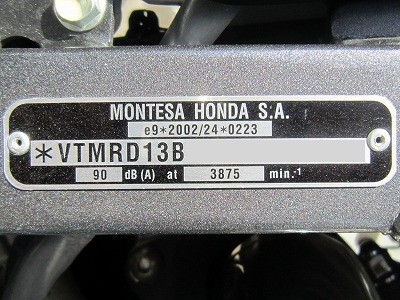 MONTESA HONDA S.A.
e9*2002/24*0223
*VTMRD13B
90 dB(A) at 3875 min.-¹